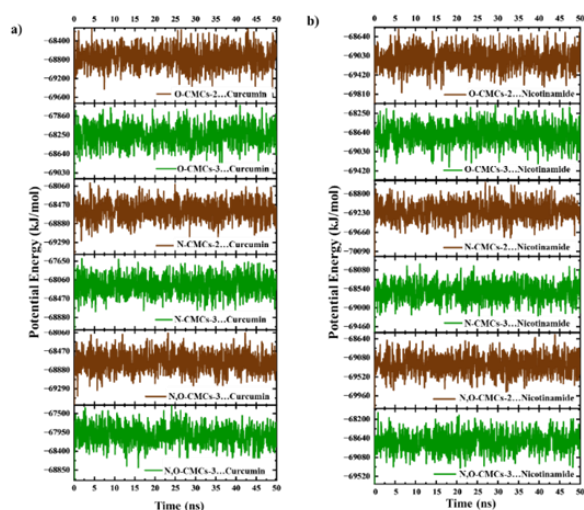 a)
b)
0 5 10 15 20 25 30 35 40 45 50
0 5 10 15 20 25 30 35 40 45 50
−68400
−68800
−69200
−69600
O-CMCs-2...Curcumin
−67860
−68250
−68640
−69030
O-CMCs-3...Curcumin
−68060
−68470
−68880
−69290
N-CMCs-2...Curcumin
−67650
−68060
−68470
−68880
N-CMCs-3...Curcumin
−68060
−68470
−68880
−69290
N,O-CMCs-3...Curcumin
−67500
−67950
−68400
−68850
N,O-CMCs-3...Curcumin
0 5 10 15 20 25 30 35 40 45 50
Time (ns)
Potential Energy (kJ/mol)
−68640
−69030
−69420
−69810
O-CMCs-2...Nicotinamide
−68250
−68640
−69030
−69420
O-CMCs-3...Nicotinamide
−68800
−69230
−69660
−70090
N-CMCs-2...Nicotinamide
−68080
−68540
−69000
−69460
N-CMCs-3...Nicotinamide
−68640
−69080
−69520
−69960
N,O-CMCs-2...Nicotinamide
−68200
−68640
−69080
−69520
N,O-CMCs-3...Nicotinamide
0 5 10 15 20 25 30 35 40 45 50
Time (ns)
Potential Energy (kJ/mol)